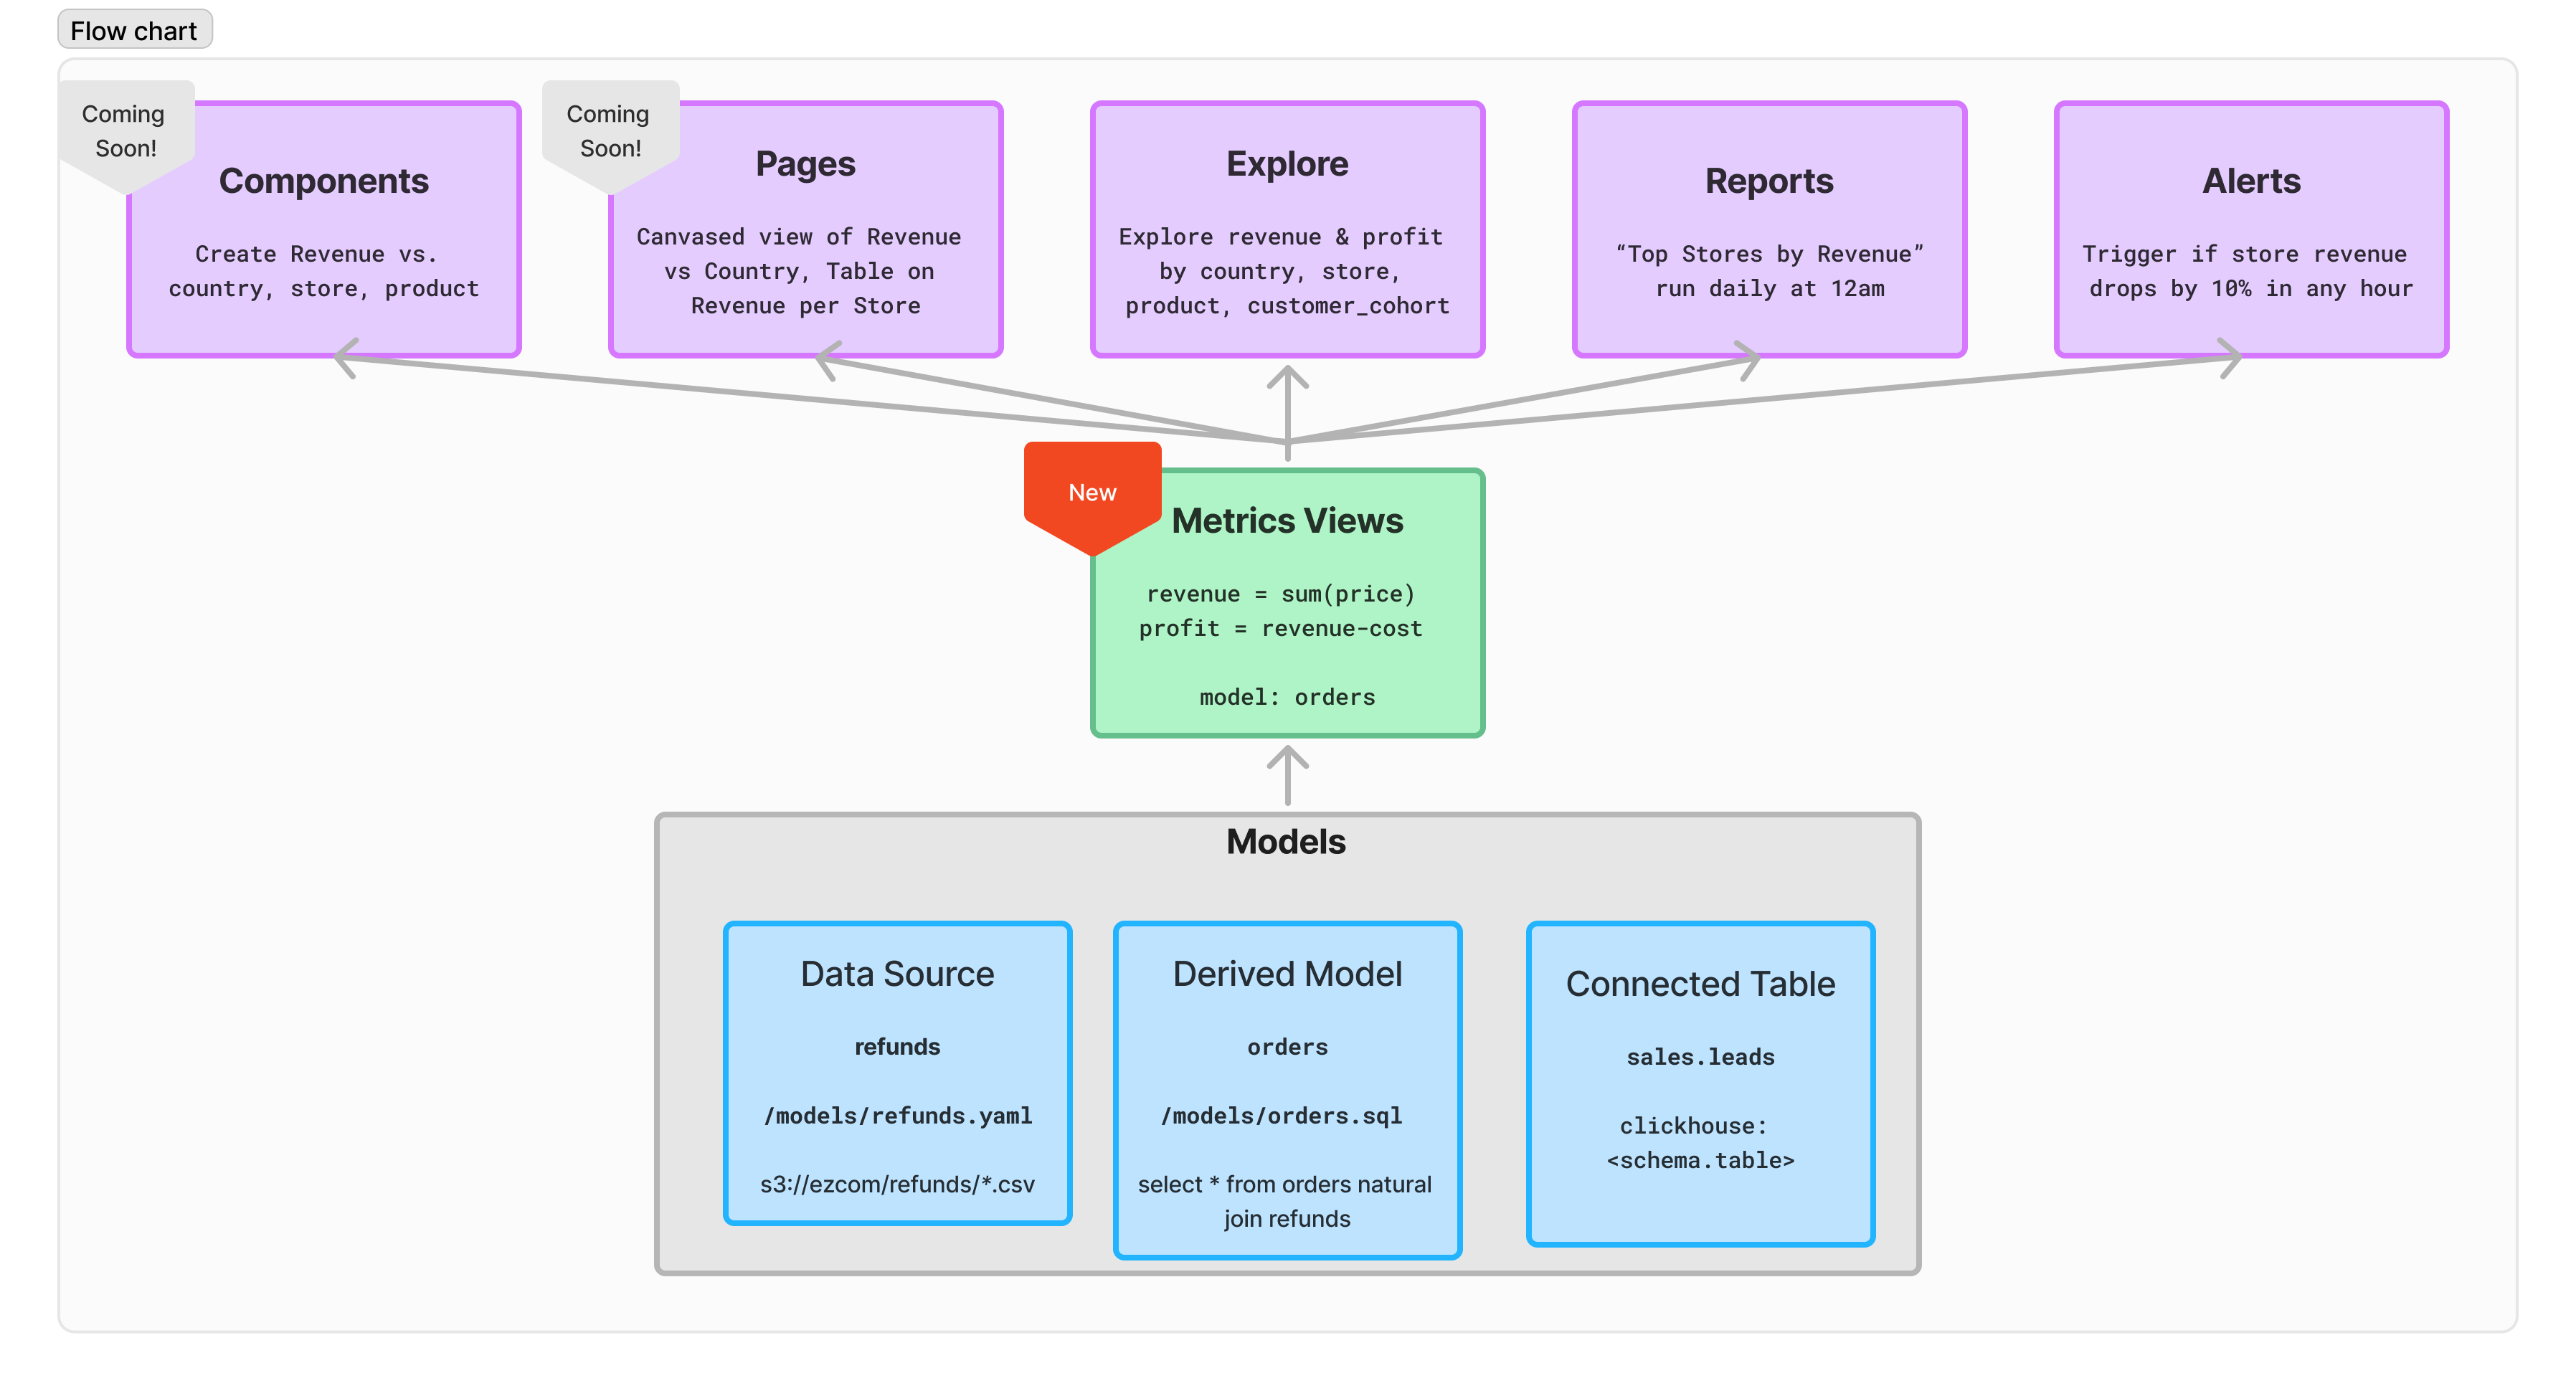 Flow chart
Coming
Soon!
Components
Create Revenue vs.
country, store, product
Coming
Soon!
Pages
Canvased view of Revenue
vs Country, Table on
Revenue per Store
Explore
Explore revenue & profit
by country, store,
product, customer_cohort
Reports
“Top Stores by Revenue”
run daily at 12am
Alerts
Trigger if store revenue
drops by 10% in any hour
New
Metrics Views
revenue = sum(price)
profit = revenue-cost
model: orders
Models
Data Source
refunds
/models/refunds.yaml
s3://ezcom/refunds/*.csv
Derived Model
orders
/models/orders.sql
select * from orders natural
join refunds
Connected Table
sales.leads
clickhouse:
<schema.table>